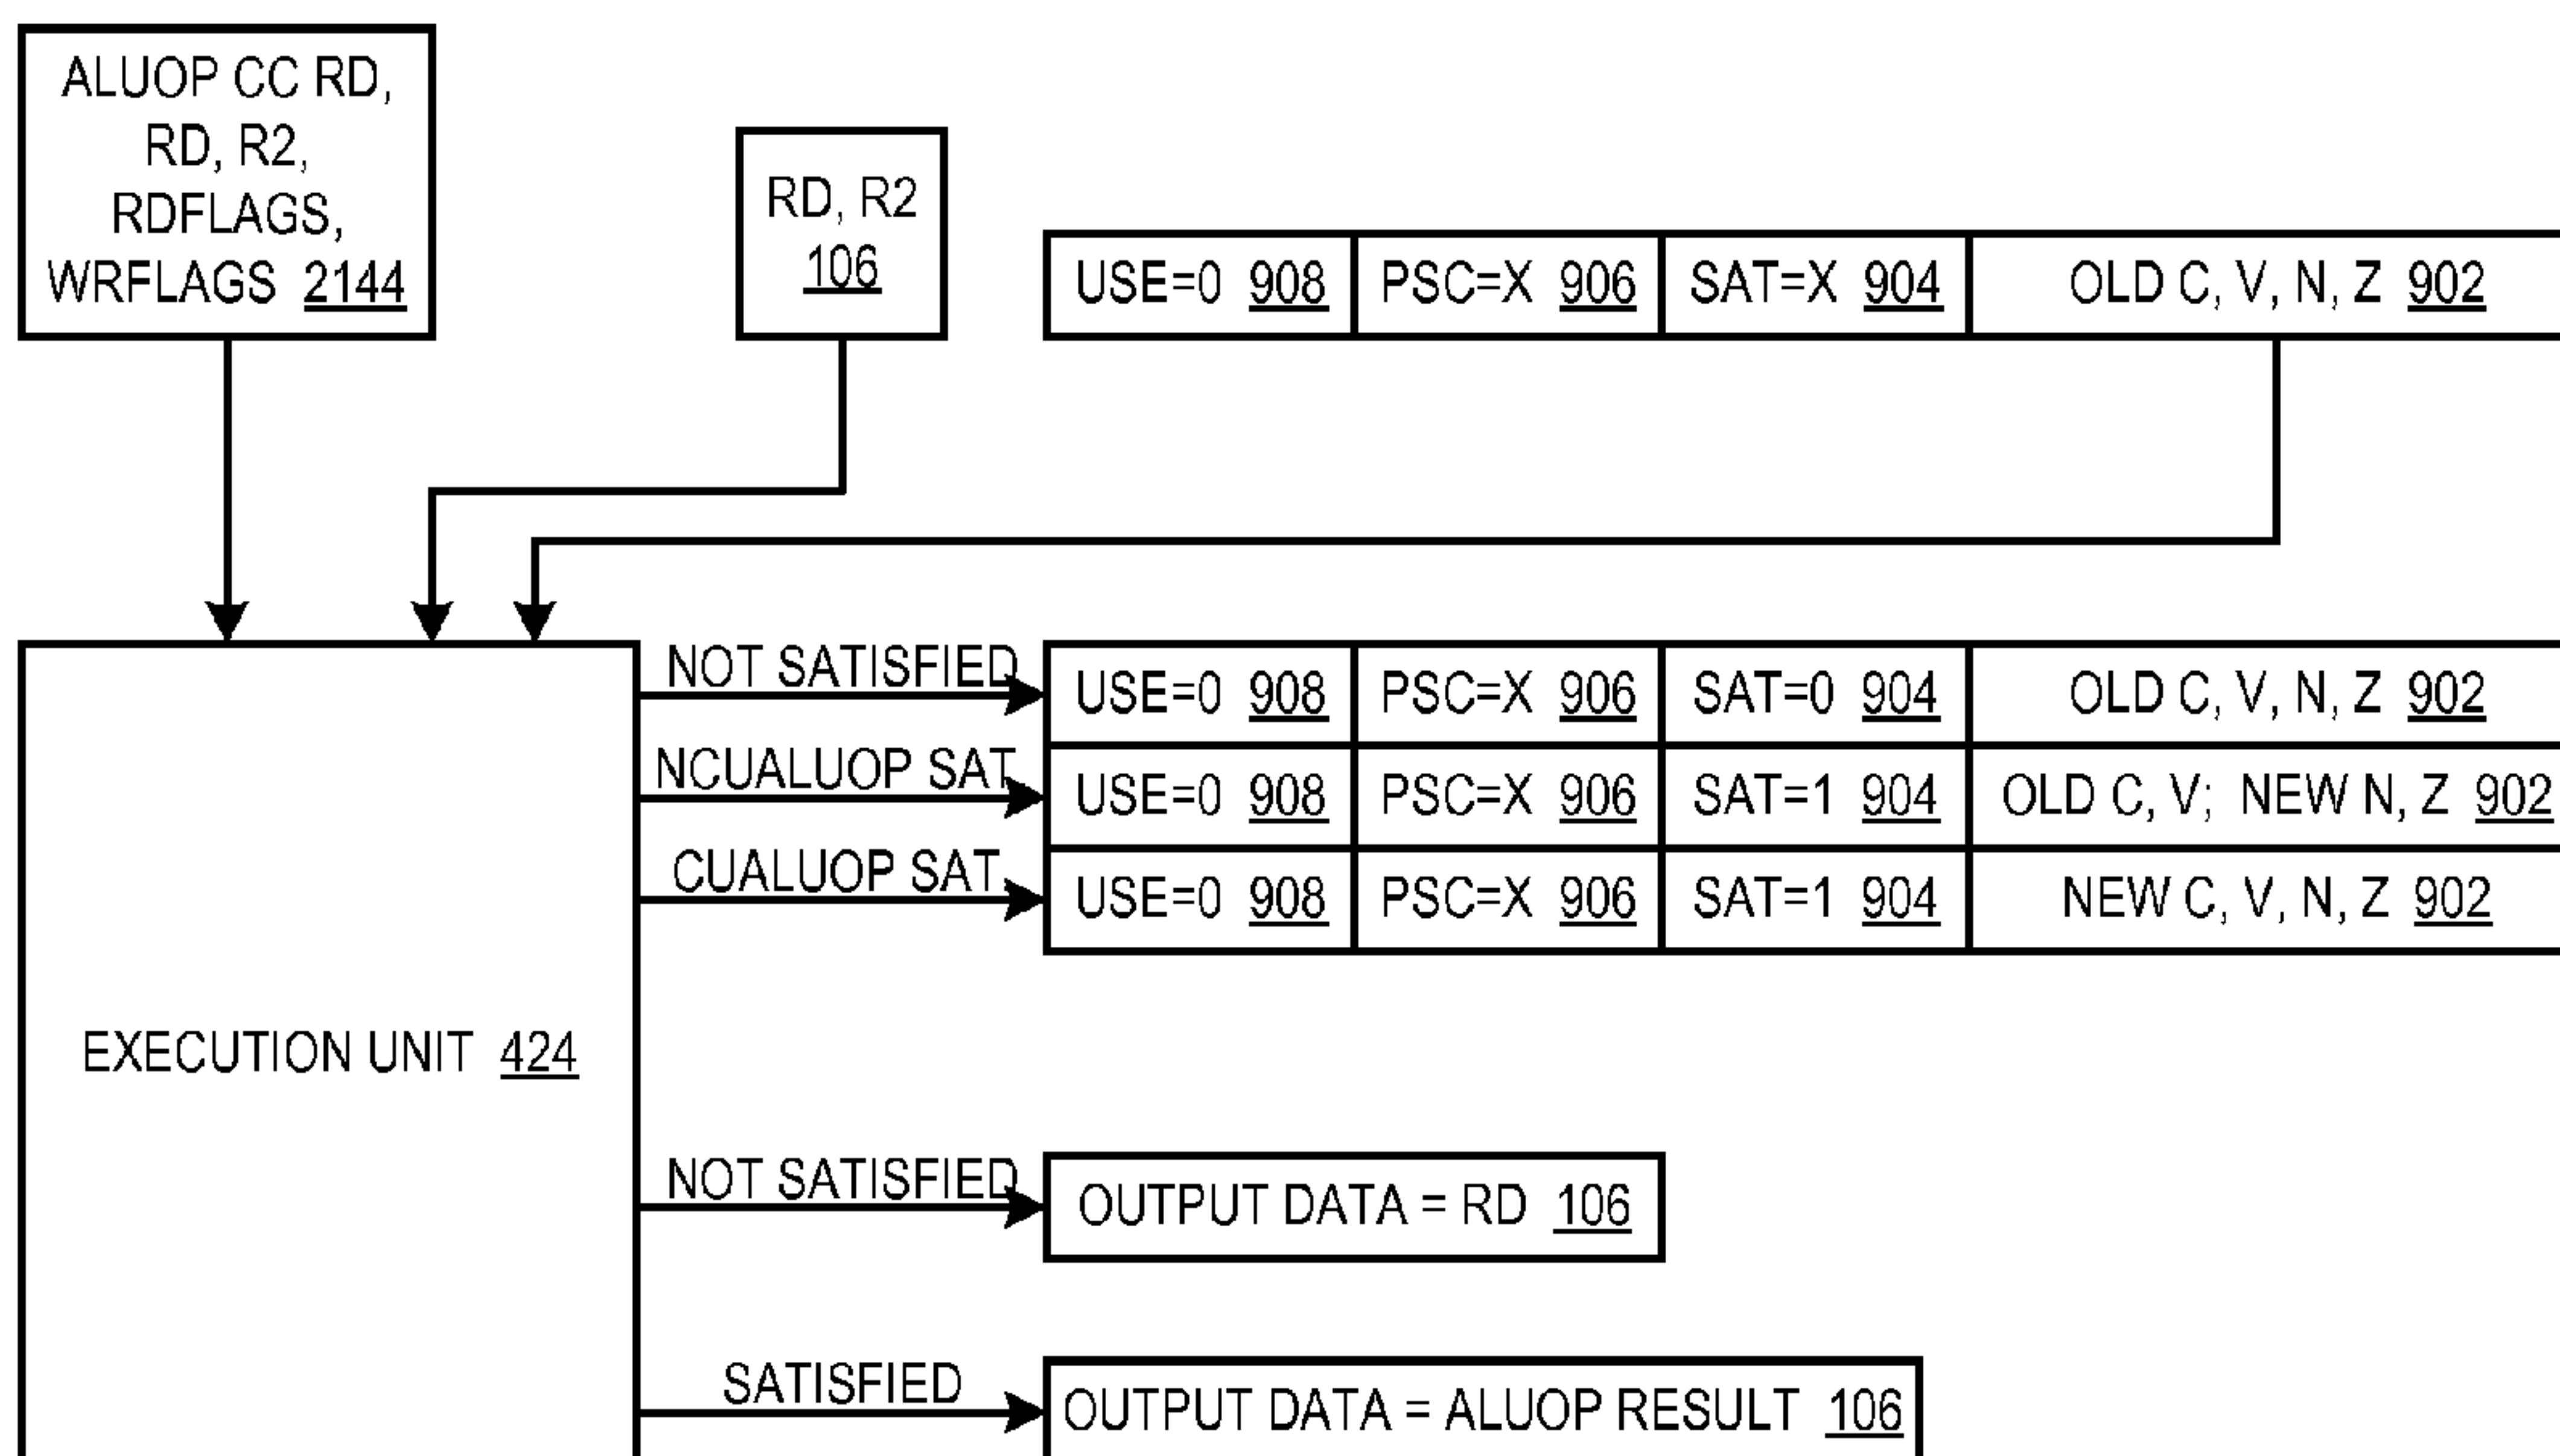 ALUOP CC RD,
RD, R2,
RDFLAGS,
WRFLAGS 2144
RD, R2
106
USE=0 908 PSC=X 906 SAT=X 904 OLD C, V, N, Z 902
NOT SATISFIED USE=0 908 PSC=X 906 SAT=0 904 OLD C, V, N, Z 902
NCUALUOP SAT USE=0 908 PSC=X 906 SAT=1 904 OLD C, V; NEW N, Z 902
CUALUOP SAT USE=0 908 PSC=X 906 SAT=1 904 NEW C, V, N, Z 902
EXECUTION UNIT 424
NOT SATISFIED OUTPUT DATA = RD 106
SATISFIED OUTPUT DATA = ALUOP RESULT 106